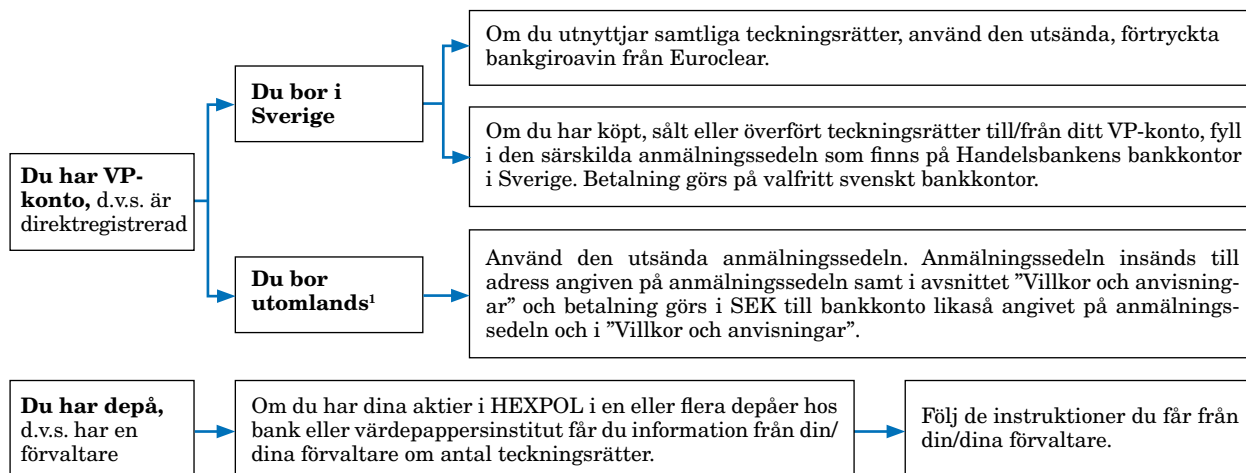 Du har VP-
konto, d.v.s. är
direktregistrerad
Du bor i
Sverige
Om du utnyttjar samtliga teckningsrätter, använd den utsända, förtryckta
bankgiroavin från Euroclear.
Om du har köpt, sålt eller överfört teckningsrätter till/från ditt VP-konto, fyll
i den särskilda anmälningssedeln som finns på Handelsbankens bankkontor
i Sverige. Betalning görs på valfritt svenskt bankkontor.
Du bor
utomlands¹
Använd den utsända anmälningssedeln. Anmälningssedeln insänds till
adress angiven på anmälningssedeln samt i avsnittet ”Villkor och anvisning-
ar” och betalning görs i SEK till bankkonto likaså angivet på anmälnings-
sedeln och i ”Villkor och anvisningar”.
Du har depå,
d.v.s. har en
förvaltare
Om du har dina aktier i HEXPOL i en eller flera depåer hos
bank eller värdepappersinstitut får du information från din/
dina förvaltare om antal teckningsrätter.
Följ de instruktioner du får från
din/dina förvaltare.